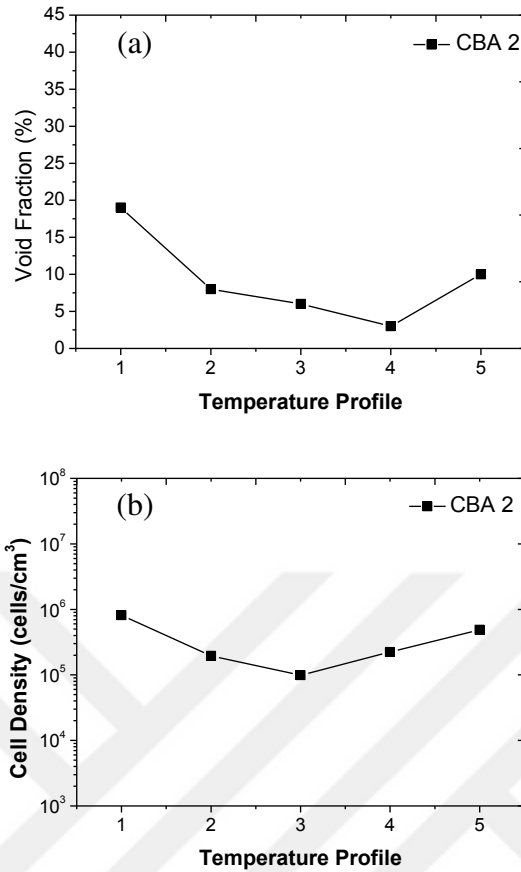 (a)
CBA 2
Void Fraction (%)
45
40
35
30
25
20
15
10
5
0
1 2 3 4 5
Temperature Profile
(b)
CBA 2
Cell Density (cells/cm³)
10⁸
10⁷
10⁶
10⁵
10⁴
10³
1 2 3 4 5
Temperature Profile